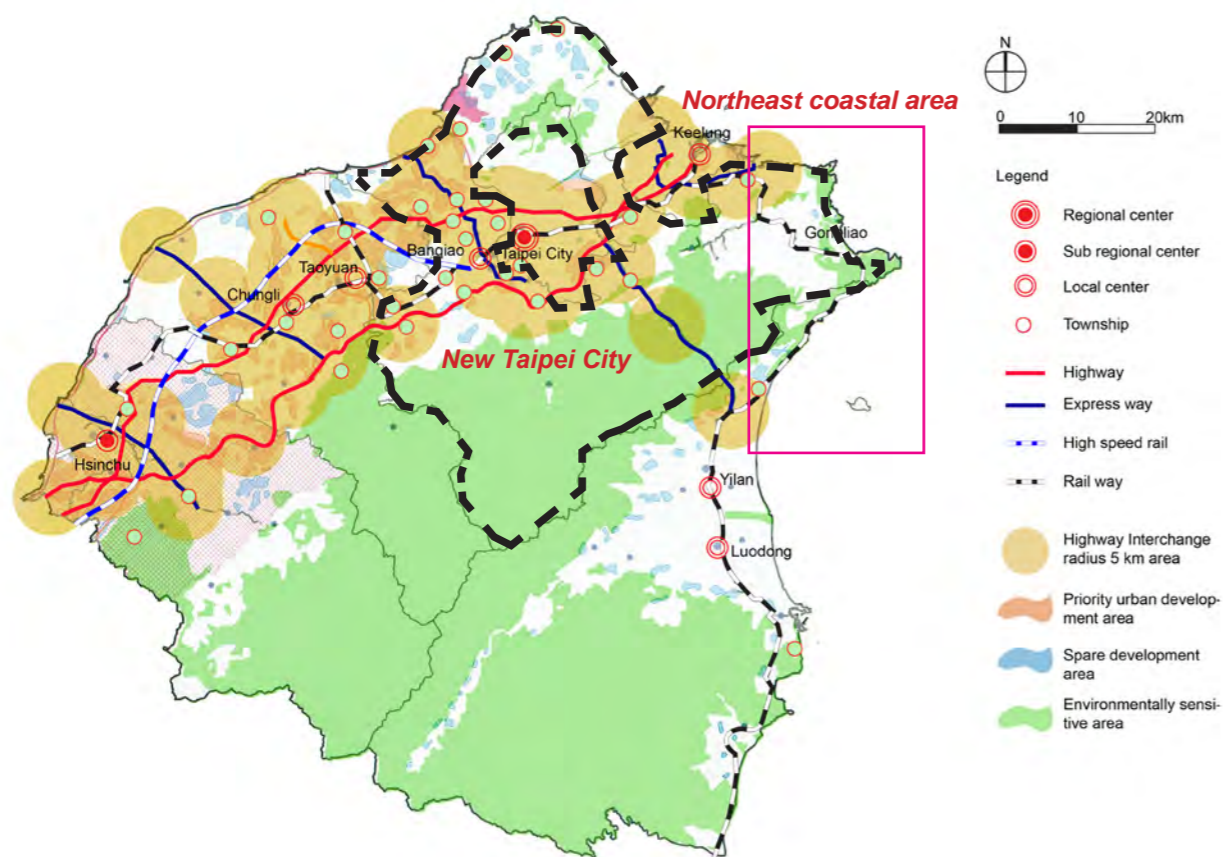 N
Northeast coastal area
0 10 20km
Keelung
Legend
Regional center
Sub regional center
Gongliao
Banqiao
Taipei City
Taoyuan
Local center
Chungli
Township
New Taipei City
Highway
Express way
High speed rail
Hsinchu
Rail way
Yilan
Luodong
Highway Interchange
radius 5 km area
Priority urban develop-
ment area
Spare development
area
Environmentally sensi-
tive area